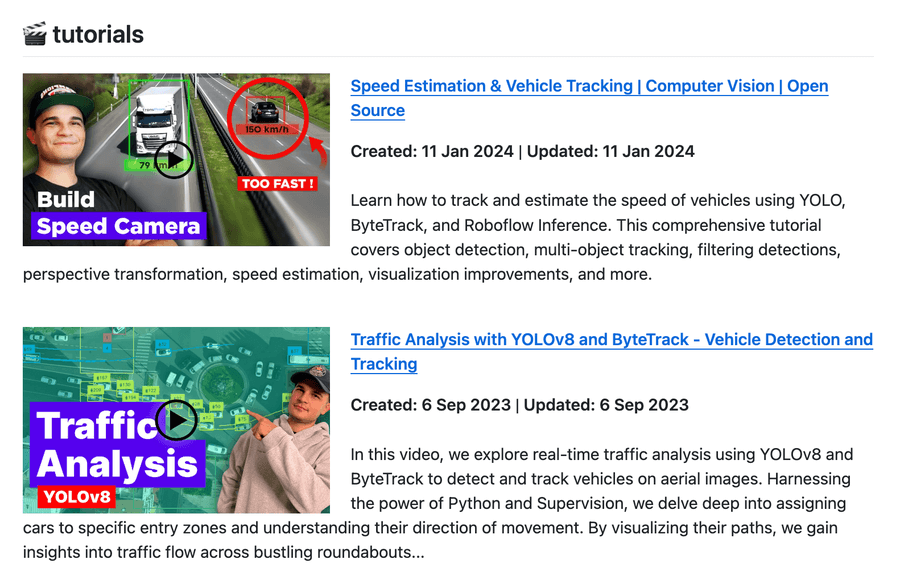 🎬 tutorials
Speed Estimation & Vehicle Tracking | Computer Vision | Open
Source
150 km/h
79
TOO FAST !
Build
Speed Camera
Created: 11 Jan 2024 | Updated: 11 Jan 2024
Learn how to track and estimate the speed of vehicles using YOLO,
ByteTrack, and Roboflow Inference. This comprehensive tutorial
covers object detection, multi-object tracking, filtering detections,
perspective transformation, speed estimation, visualization improvements, and more.
Traffic Analysis with YOLOv8 and ByteTrack - Vehicle Detection and
Tracking
Traffic
Analysis
YOLOv8
Created: 6 Sep 2023 | Updated: 6 Sep 2023
In this video, we explore real-time traffic analysis using YOLOv8 and
ByteTrack to detect and track vehicles on aerial images. Harnessing
the power of Python and Supervision, we delve deep into assigning
cars to specific entry zones and understanding their direction of movement. By visualizing their paths, we gain
insights into traffic flow across bustling roundabouts...